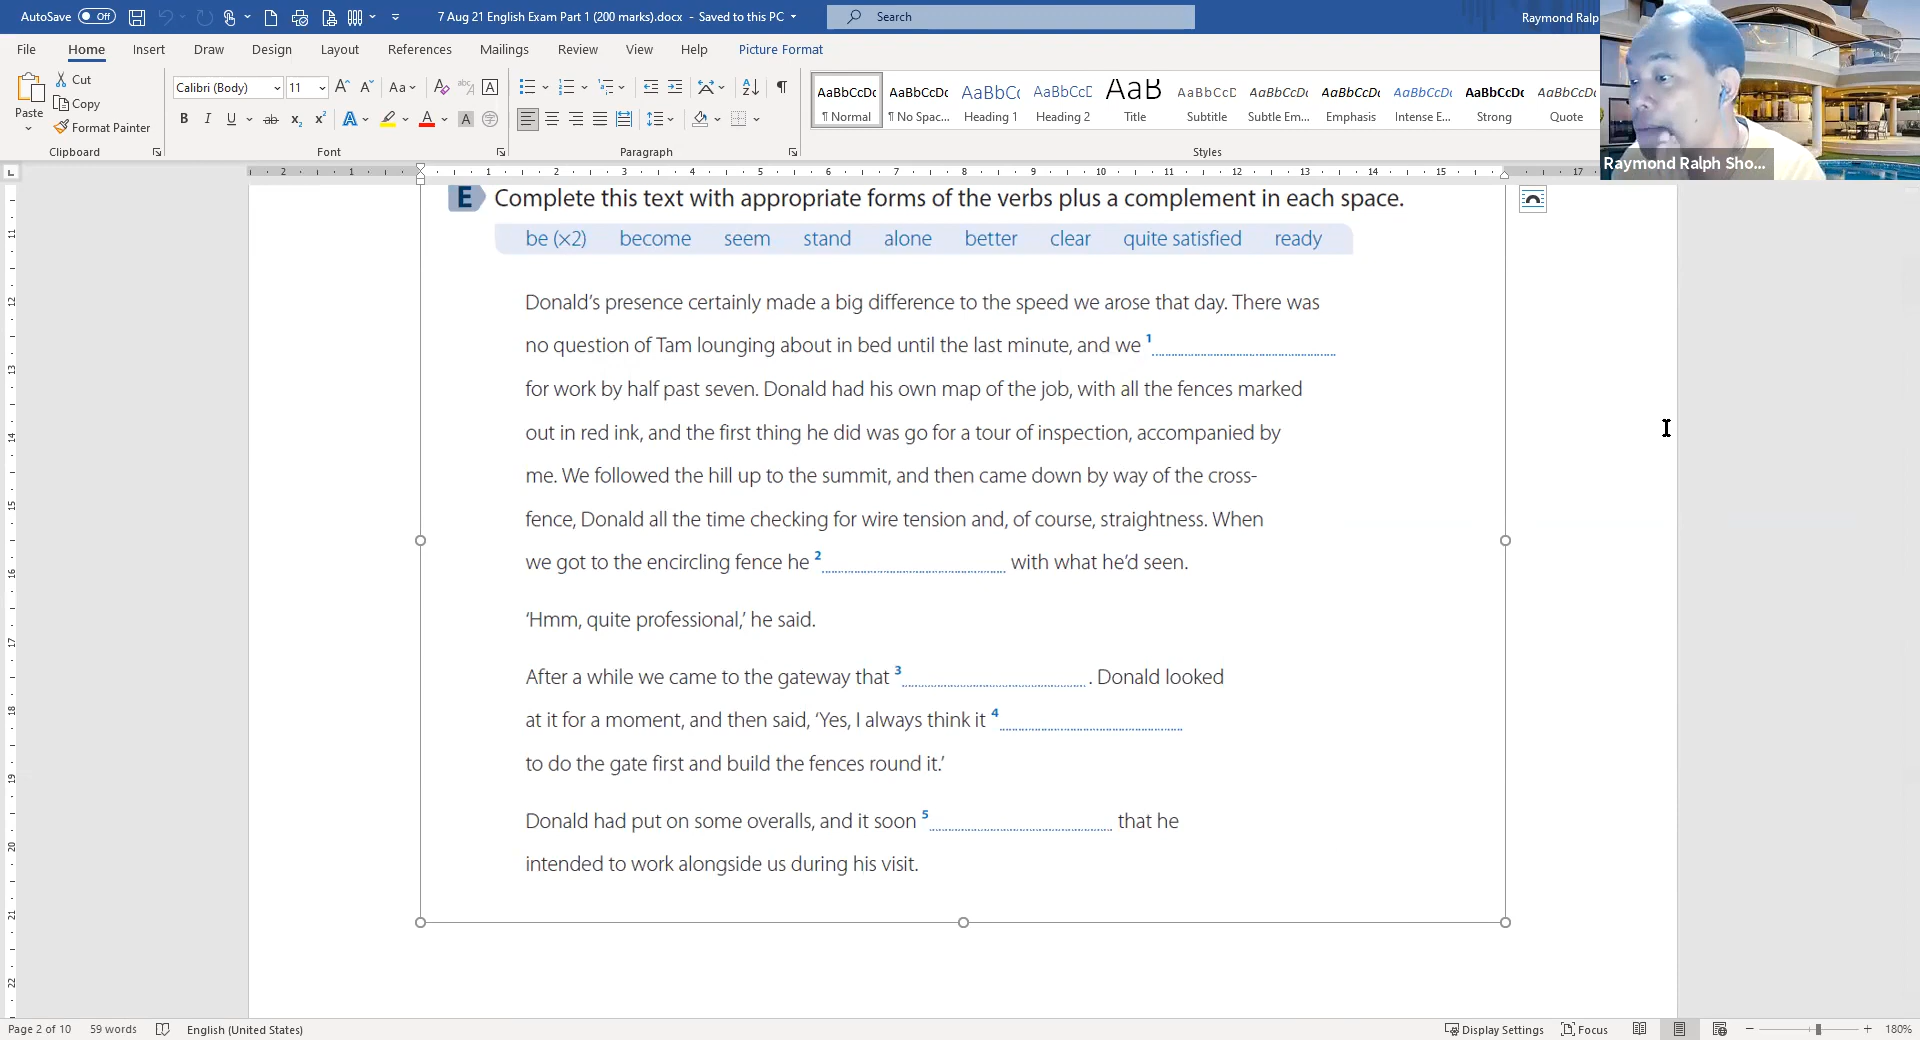 AutoSave Off 7 Aug 21 English Exam Part 1 (200 marks).docx - Saved to this PC Search Raymond Ralp
File Home Insert Draw Design Layout References Mailings Review View Help Picture Format
Paste Cut Copy Format Painter
Calibri (Body) 11
AaBbCcDc ¶ Normal
AaBbCcDc ¶ No Spac...
AaBbCc Heading 1
AaBbCcD Heading 2
AaB Title
AaBbCcD Subtitle
AaBbCcDc Subtle Em...
AaBbCcDc Emphasis
AaBbCcDc Intense E...
AaBbCcDc Strong
AaBbCcDc Quote
Clipboard Font Paragraph Styles
Raymond Ralph Sho...
E Complete this text with appropriate forms of the verbs plus a complement in each space.
be (×2) become seem stand alone better clear quite satisfied ready
Donald’s presence certainly made a big difference to the speed we arose that day. There was
no question of Tam lounging about in bed until the last minute, and we 1
for work by half past seven. Donald had his own map of the job, with all the fences marked
out in red ink, and the first thing he did was go for a tour of inspection, accompanied by
me. We followed the hill up to the summit, and then came down by way of the cross-
fence, Donald all the time checking for wire tension and, of course, straightness. When
we got to the encircling fence he 2 with what he’d seen.
‘Hmm, quite professional,’ he said.
After a while we came to the gateway that 3 . Donald looked
at it for a moment, and then said, ‘Yes, I always think it 4
to do the gate first and build the fences round it.’
Donald had put on some overalls, and it soon 5 that he
intended to work alongside us during his visit.
Page 2 of 10 59 words English (United States) Display Settings Focus 180%